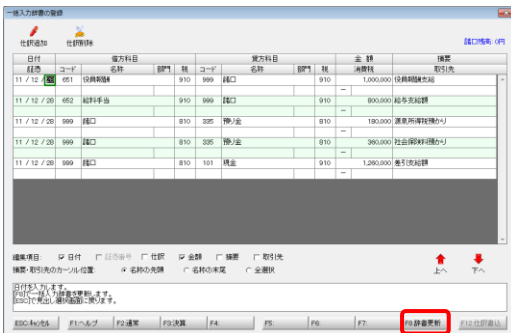 一括入力辞書の登録
仕訳追加 仕訳削除 諸口残高: 0円
日付 借方科目 貸方科目 金 額 摘要
証憑 コード 名称 部門 税 コード 名称 部門 税 消費税 取引先
11 / 12 / 28 651 役員報酬 910 999 諸口 910 1,000,000 役員報酬支給
11 / 12 / 28 652 給料手当 910 999 諸口 910 800,000 給与支給額
11 / 12 / 28 999 諸口 810 335 預り金 810 180,000 源泉所得税預かり
11 / 12 / 28 999 諸口 810 335 預り金 810 360,000 社会保険料預かり
11 / 12 / 28 999 諸口 810 101 現金 910 1,260,000 差引支給額
編集項目: 日付 証憑番号 仕訳 金額 摘要 取引先
摘要・取引先のカーソル位置: 名称の先頭 名称の末尾 全選択
上へ 下へ
日付を入力します。
[F8]で一括入力辞書を更新します。
[ESC]で見出し選択画面に戻ります。
ESC:キャンセル F1:ヘルプ F2:通常 F3:決算 F4: F5: F6: F7: F8:辞書更新 F12:仕訳書込